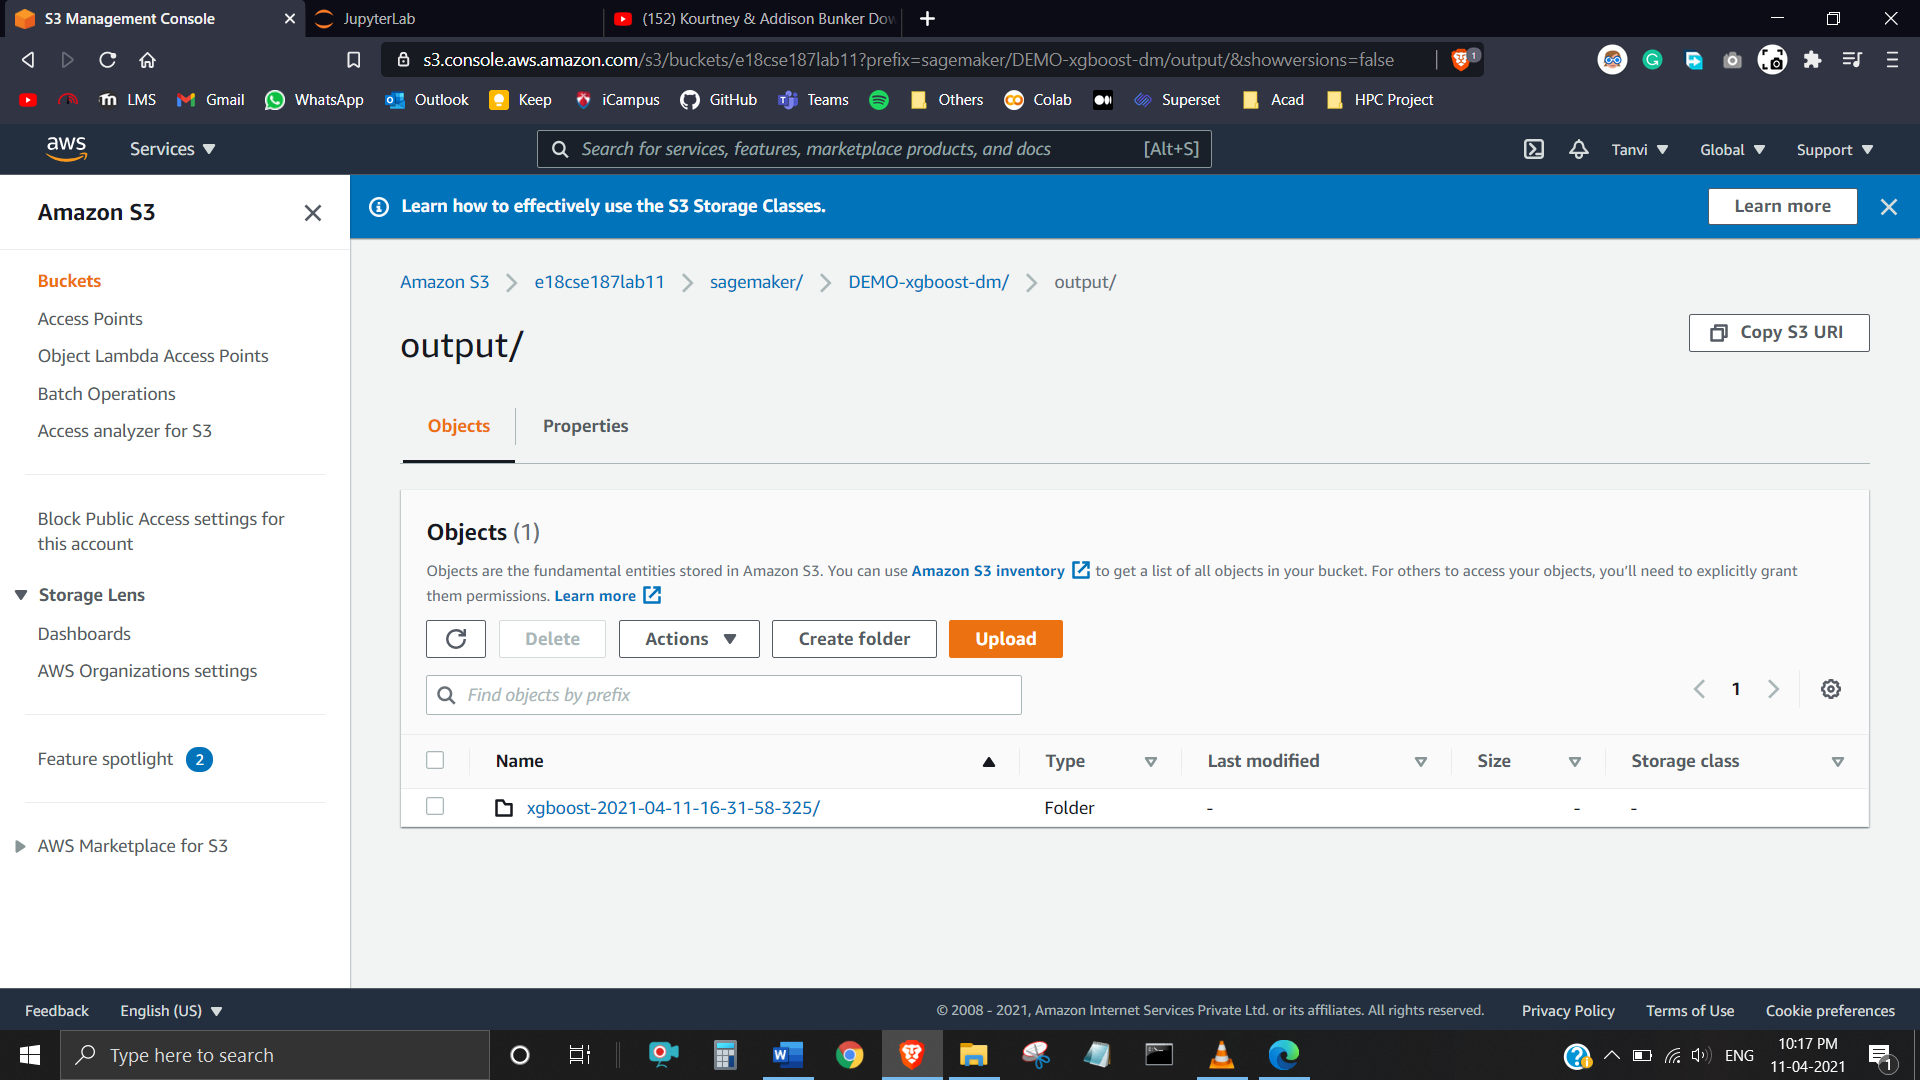 S3 Management Console
JupyterLab
(152) Kourtney & Addison Bunker Dow
s3.console.aws.amazon.com/s3/buckets/e18cse187lab11?prefix=sagemaker/DEMO-xgboost-dm/output/&showversions=false
1
LMS Gmail WhatsApp Outlook Keep iCampus GitHub Teams Others Colab Superset Acad HPC Project
aws Services Search for services, features, marketplace products, and docs [Alt+S] Tanvi Global Support
Amazon S3
Learn how to effectively use the S3 Storage Classes. Learn more
Buckets
Access Points
Object Lambda Access Points
Batch Operations
Access analyzer for S3
Block Public Access settings for
this account
Storage Lens
Dashboards
AWS Organizations settings
Feature spotlight 2
AWS Marketplace for S3
Amazon S3 e18cse187lab11 sagemaker/ DEMO-xgboost-dm/ output/
output/
Copy S3 URI
Objects Properties
Objects (1)
Objects are the fundamental entities stored in Amazon S3. You can use Amazon S3 inventory to get a list of all objects in your bucket. For others to access your objects, you'll need to explicitly grant
them permissions. Learn more
Delete Actions Create folder Upload
Find objects by prefix
1
Name Type Last modified Size Storage class
xgboost-2021-04-11-16-31-58-325/ Folder - - -
Feedback English (US) © 2008 - 2021, Amazon Internet Services Private Ltd. or its affiliates. All rights reserved. Privacy Policy Terms of Use Cookie preferences
Type here to search
ENG
10:17 PM
11-04-2021
1